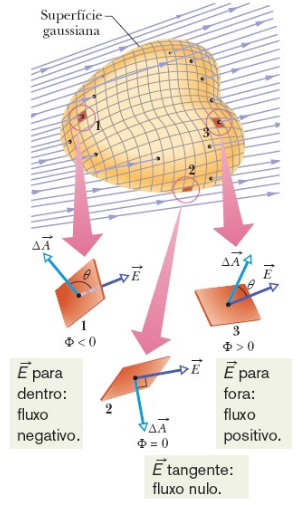 Superfície
gaussiana
1
3
2
ΔA⃗
θ
E⃗
1
Φ < 0
ΔA⃗
E⃗
θ
3
Φ > 0
E⃗ para
dentro:
fluxo
negativo.
E⃗
2
ΔA⃗
Φ = 0
E⃗ para
fora:
fluxo
positivo.
E⃗ tangente:
fluxo nulo.